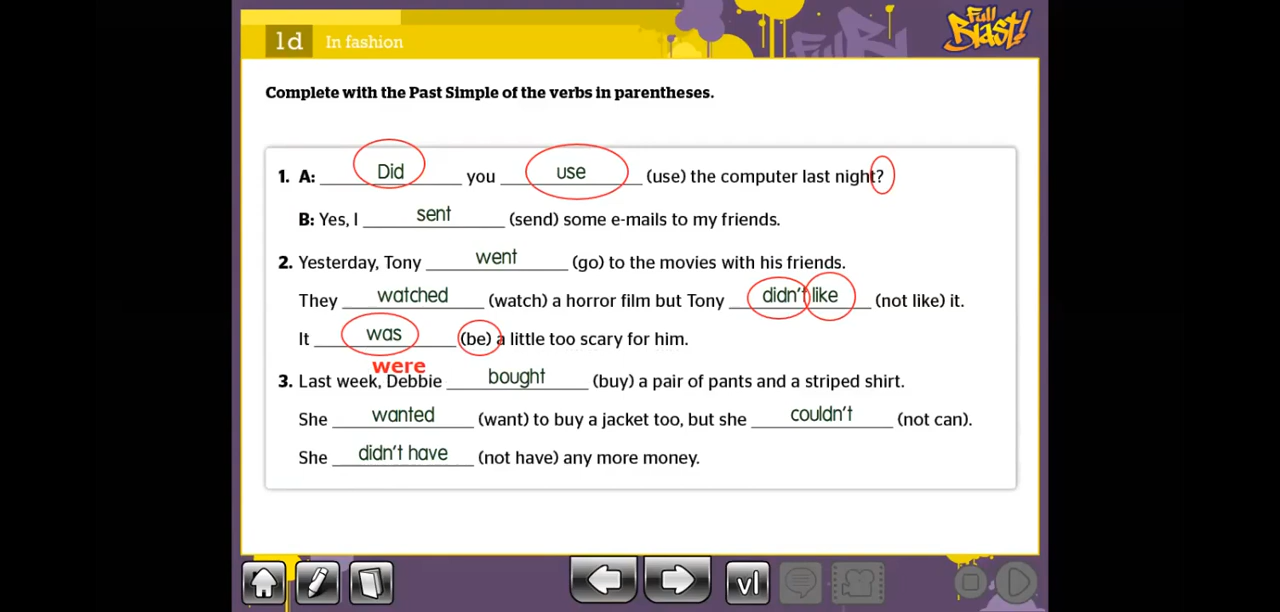 Full Blast!
1d In fashion
Complete with the Past Simple of the verbs in parentheses.
1. A: Did you use (use) the computer last night?
B: Yes, I sent (send) some e-mails to my friends.
2. Yesterday, Tony went (go) to the movies with his friends.
They watched (watch) a horror film but Tony didn't like (not like) it.
It was (be) a little too scary for him.
were
3. Last week, Debbie bought (buy) a pair of pants and a striped shirt.
She wanted (want) to buy a jacket too, but she couldn't (not can).
She didn't have (not have) any more money.
vl